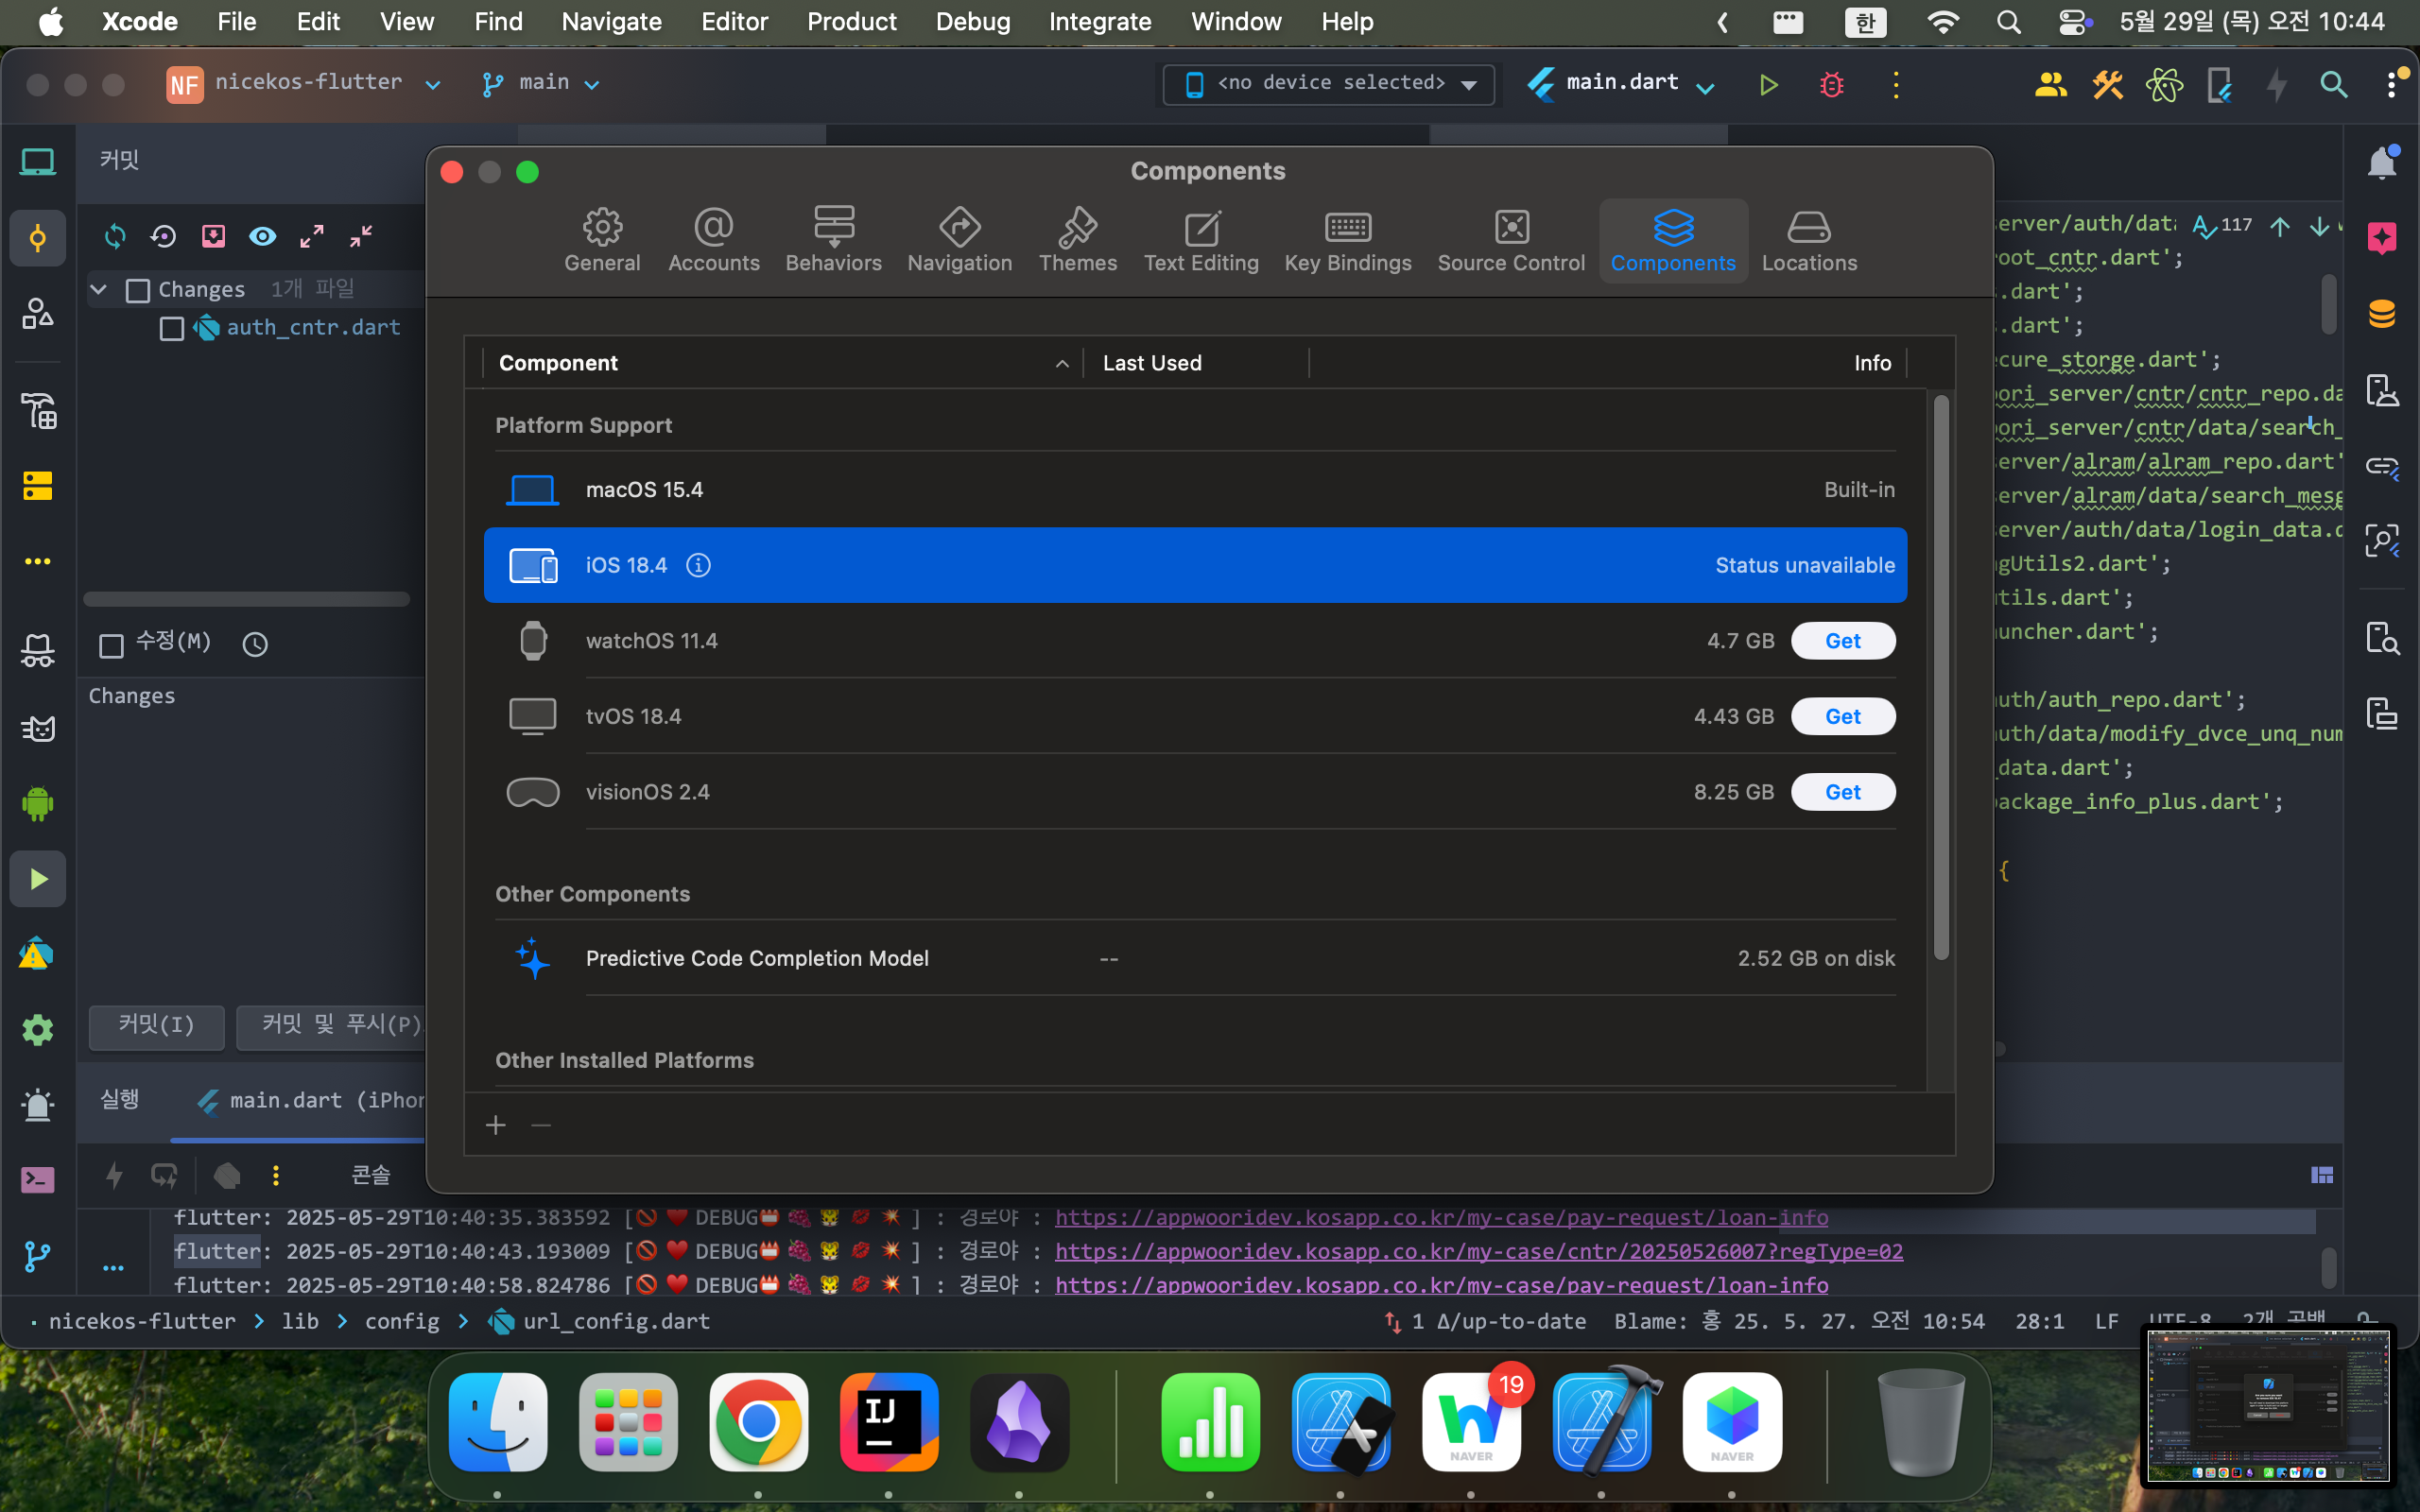 Xcode File Edit View Find Navigate Editor Product Debug Integrate Window Help 한 5월 29일 (목) 오전 10:44
NF nicekos-flutter main <no device selected> main.dart
커밋
Components
General Accounts Behaviors Navigation Themes Text Editing Key Bindings Source Control Components Locations
Changes 1개 파일
auth_cntr.dart
수정(M)
Changes
커밋(I) 커밋 및 푸시(P)
Component Last Used Info
Platform Support
macOS 15.4 Built-in
iOS 18.4 Status unavailable
watchOS 11.4 4.7 GB Get
tvOS 18.4 4.43 GB Get
visionOS 2.4 8.25 GB Get
Other Components
Predictive Code Completion Model -- 2.52 GB on disk
Other Installed Platforms
+ −
erver/auth/data 117
oot_cntr.dart';
.dart';
.dart';
cure_storge.dart';
ori_server/cntr/cntr_repo.da
ori_server/cntr/data/search_
erver/alram/alram_repo.dart'
erver/alram/data/search_mesg
erver/auth/data/login_data.d
gUtils2.dart';
tils.dart';
uncher.dart';
uth/auth_repo.dart';
uth/data/modify_dvce_unq_num
_data.dart';
ackage_info_plus.dart';
{
실행 main.dart (iPhon
콘솔
flutter: 2025-05-29T10:40:35.383592 [🚫 ❤️ DEBUG📛 🍇 🐯 💋 💥 ] : 경로야 : https://appwooridev.kosapp.co.kr/my-case/pay-request/loan-info
flutter: 2025-05-29T10:40:43.193009 [🚫 ❤️ DEBUG📛 🍇 🐯 💋 💥 ] : 경로야 : https://appwooridev.kosapp.co.kr/my-case/cntr/20250526007?regType=02
flutter: 2025-05-29T10:40:58.824786 [🚫 ❤️ DEBUG📛 🍇 🐯 💋 💥 ] : 경로야 : https://appwooridev.kosapp.co.kr/my-case/pay-request/loan-info
nicekos-flutter > lib > config > url_config.dart 1 ∆/up-to-date Blame: 홍 25. 5. 27. 오전 10:54 28:1 LF UTF-8 2개 공백
IJ NAVER 19 NAVER